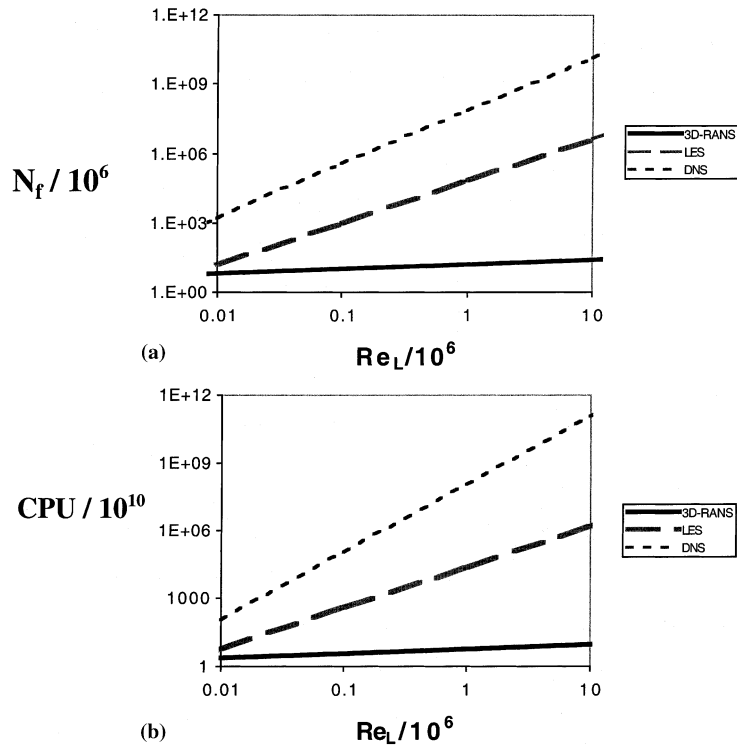 1.E+12
1.E+09
1.E+06
1.E+03
1.E+00
N_f / 10^6
0.01 0.1 1 10
Re_L/10^6
(a)
3D-RANS
LES
DNS
1E+12
1E+09
1E+06
1000
1
CPU / 10^10
0.01 0.1 1 10
Re_L/10^6
(b)
3D-RANS
LES
DNS